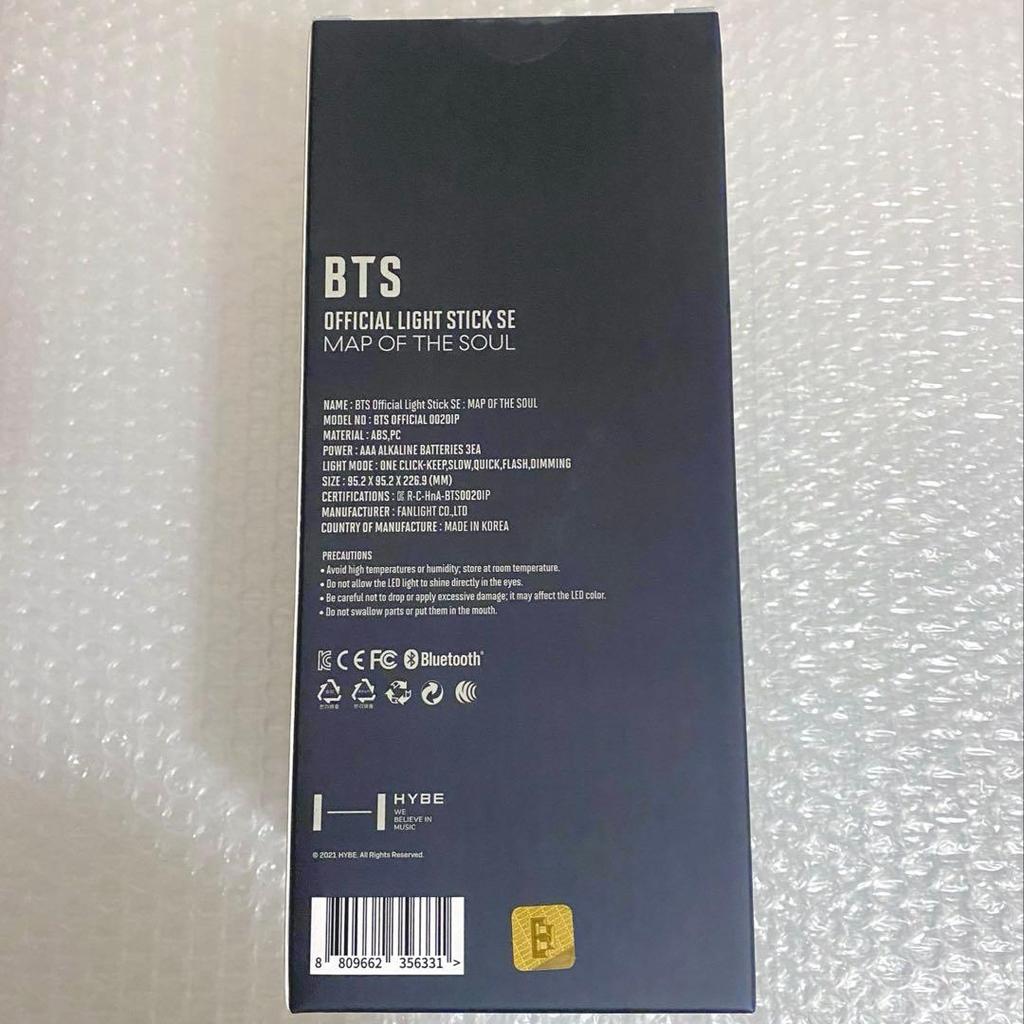 BTS
OFFICIAL LIGHT STICK SE
MAP OF THE SOUL
NAME : BTS Official Light Stick SE : MAP OF THE SOUL
MODEL NO : BTS OFFICIAL 0020IP
MATERIAL : ABS,PC
POWER : AAA ALKALINE BATTERIES 3EA
LIGHT MODE : ONE CLICK-KEEP,SLOW,QUICK,FLASH,DIMMING
SIZE : 95.2 X 95.2 X 226.9 (MM)
CERTIFICATIONS : R-C-HnA-BTS0020IP
MANUFACTURER : FANLIGHT CO.,LTD
COUNTRY OF MANUFACTURE : MADE IN KOREA
PRECAUTIONS
• Avoid high temperatures or humidity; store at room temperature.
• Do not allow the LED light to shine directly in the eyes.
• Be careful not to drop or apply excessive damage; it may affect the LED color.
• Do not swallow parts or put them in the mouth.
CE FC Bluetooth®
HYBE
WE
BELIEVE IN
MUSIC
© 2021 HYBE. All Rights Reserved.
8 809662 356331 >